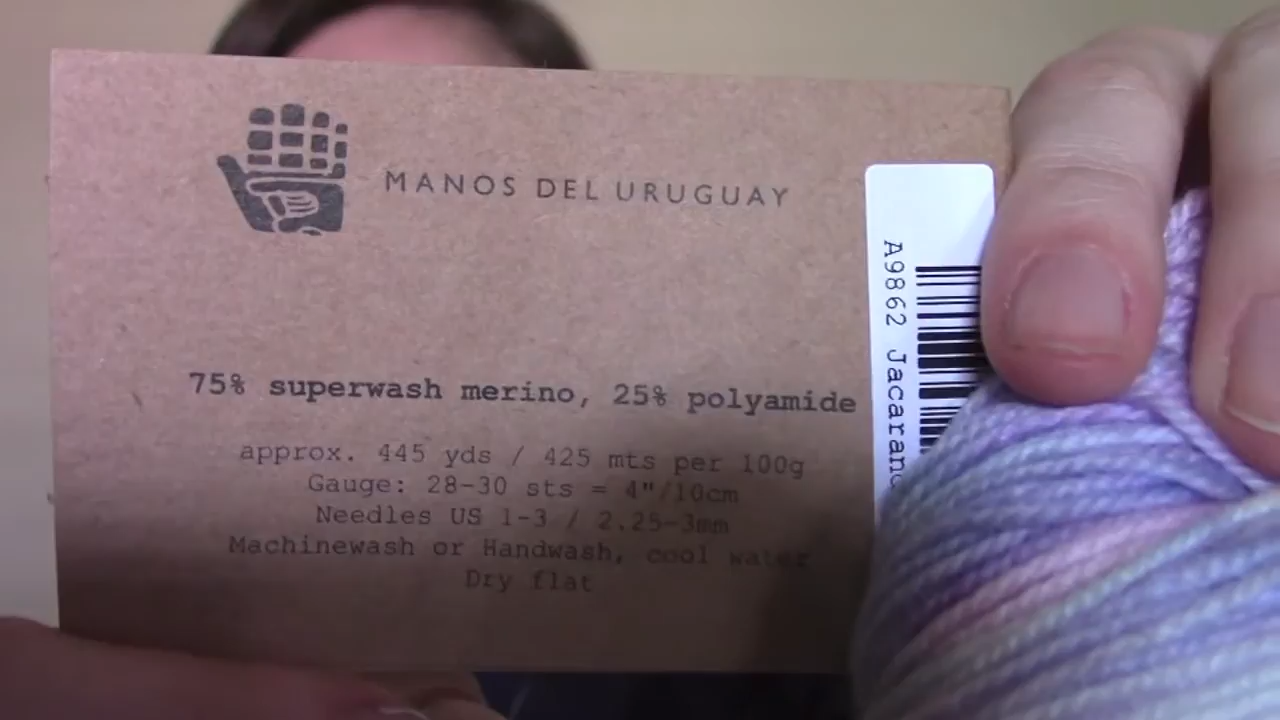 MANOS DEL URUGUAY
75% superwash merino, 25% polyamide
approx. 445 yds / 425 mts per 100g
Gauge: 28-30 sts = 4"/10cm
Needles US 1-3 / 2.25-3mm
Machinewash or Handwash, cool water
Dry flat
A9862